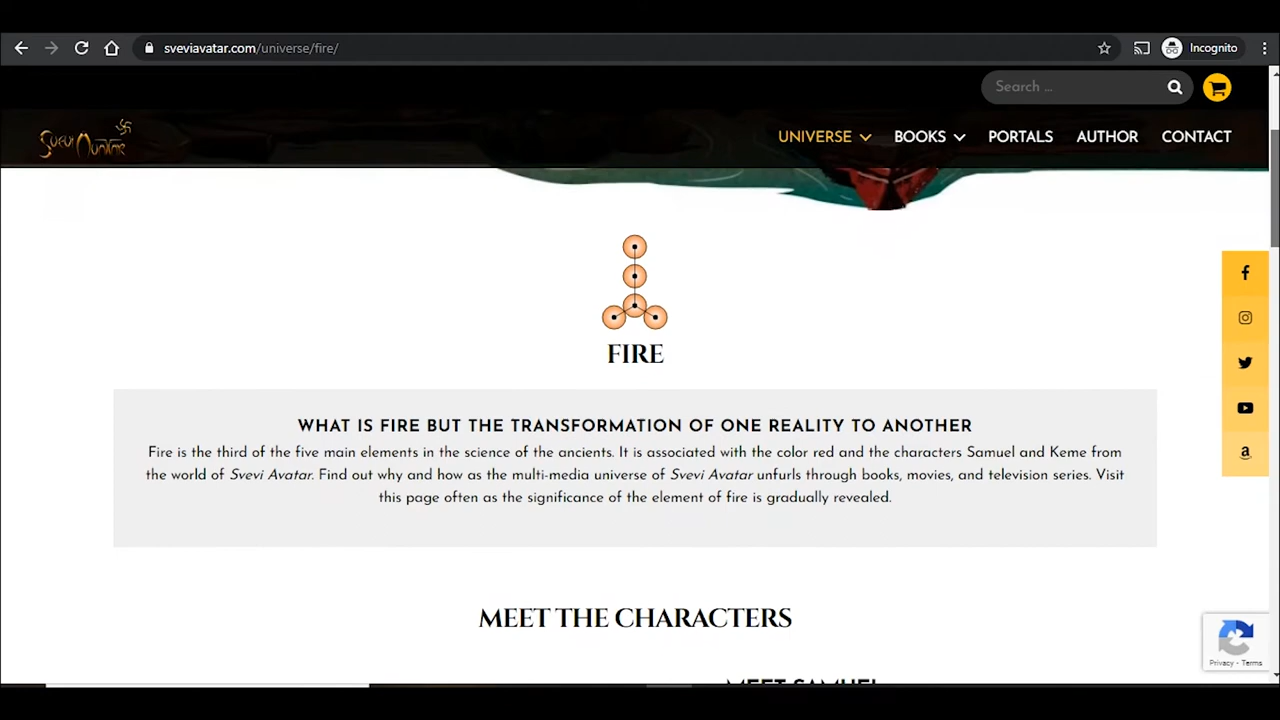 sveviavatar.com/universe/fire/
Incognito
Search ...
Svevi Avatar
UNIVERSE
BOOKS
PORTALS
AUTHOR
CONTACT
FIRE
WHAT IS FIRE BUT THE TRANSFORMATION OF ONE REALITY TO ANOTHER
Fire is the third of the five main elements in the science of the ancients. It is associated with the color red and the characters Samuel and Keme from
the world of Svevi Avatar. Find out why and how as the multi-media universe of Svevi Avatar unfurls through books, movies, and television series. Visit
this page often as the significance of the element of fire is gradually revealed.
MEET THE CHARACTERS
MEET SAMUEL
Privacy - Terms